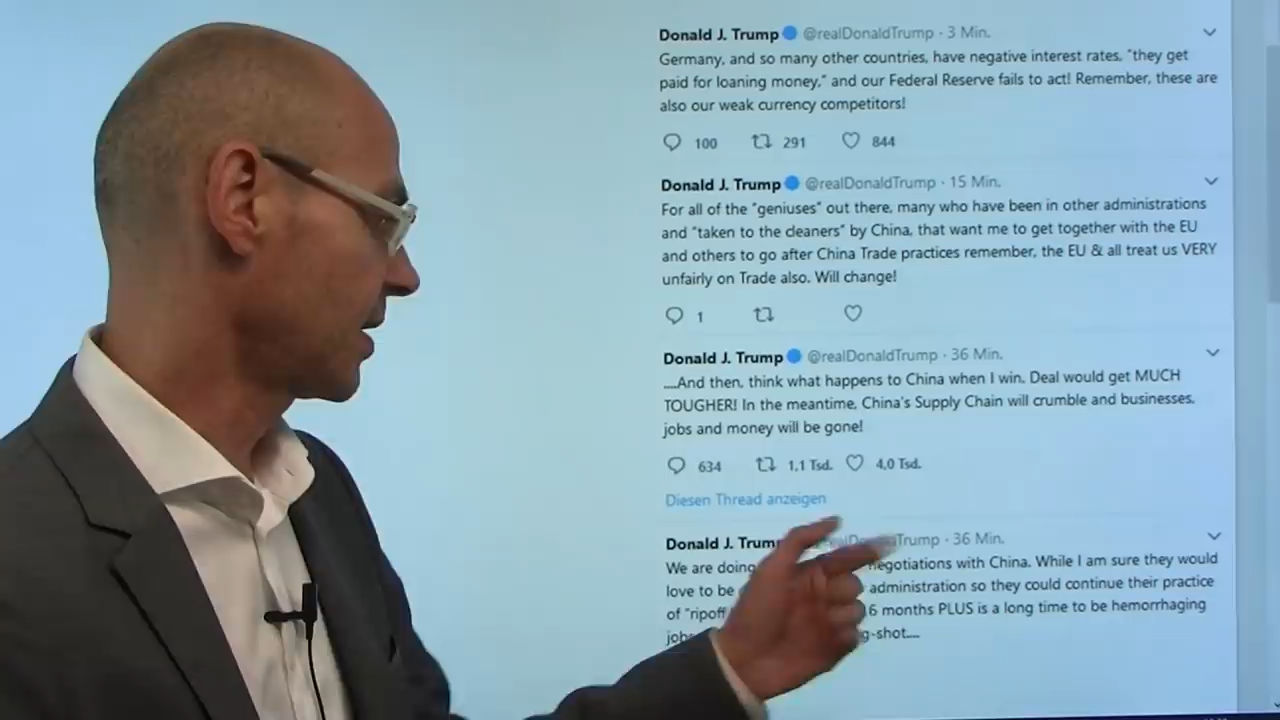 Donald J. Trump @realDonaldTrump · 3 Min.
Germany, and so many other countries, have negative interest rates, "they get
paid for loaning money," and our Federal Reserve fails to act! Remember, these are
also our weak currency competitors!
100 291 844
Donald J. Trump @realDonaldTrump · 15 Min.
For all of the "geniuses" out there, many who have been in other administrations
and "taken to the cleaners" by China, that want me to get together with the EU
and others to go after China Trade practices remember, the EU & all treat us VERY
unfairly on Trade also. Will change!
1
Donald J. Trump @realDonaldTrump · 36 Min.
....And then, think what happens to China when I win. Deal would get MUCH
TOUGHER! In the meantime, China's Supply Chain will crumble and businesses,
jobs and money will be gone!
634 1,1 Tsd. 4,0 Tsd.
Diesen Thread anzeigen
Donald J. Trump · 36 Min.
We are doing negotiations with China. While I am sure they would
love to be administration so they could continue their practice
of "ripoff 6 months PLUS is a long time to be hemorrhaging
g-shot....